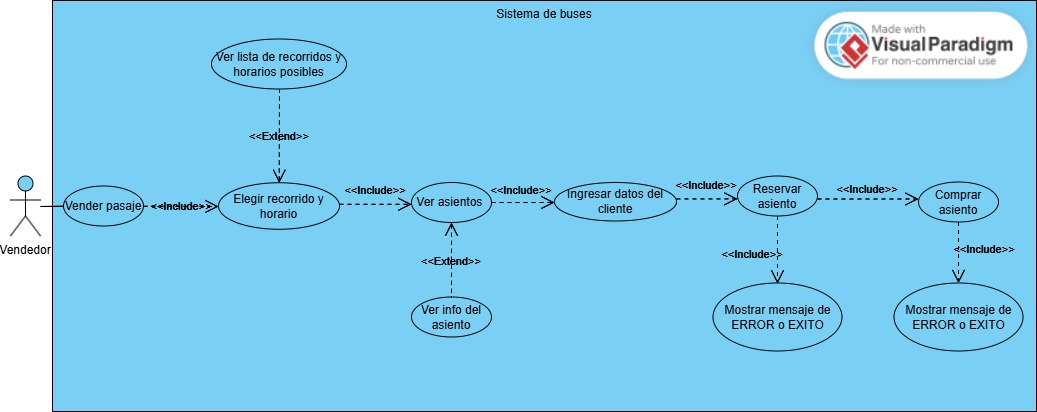 Sistema de buses
Made with
VisualParadigm
For non-commercial use
Ver lista de recorridos y
horarios posibles
<<Extend>>
Vendedor
Vender pasaje
<<Include>>
Elegir recorrido y
horario
<<Include>>
Ver asientos
<<Include>>
Ingresar datos del
cliente
<<Include>>
Reservar
asiento
<<Include>>
Comprar
asiento
<<Extend>>
Ver info del
asiento
<<Include>>
Mostrar mensaje de
ERROR o EXITO
<<Include>>
Mostrar mensaje de
ERROR o EXITO